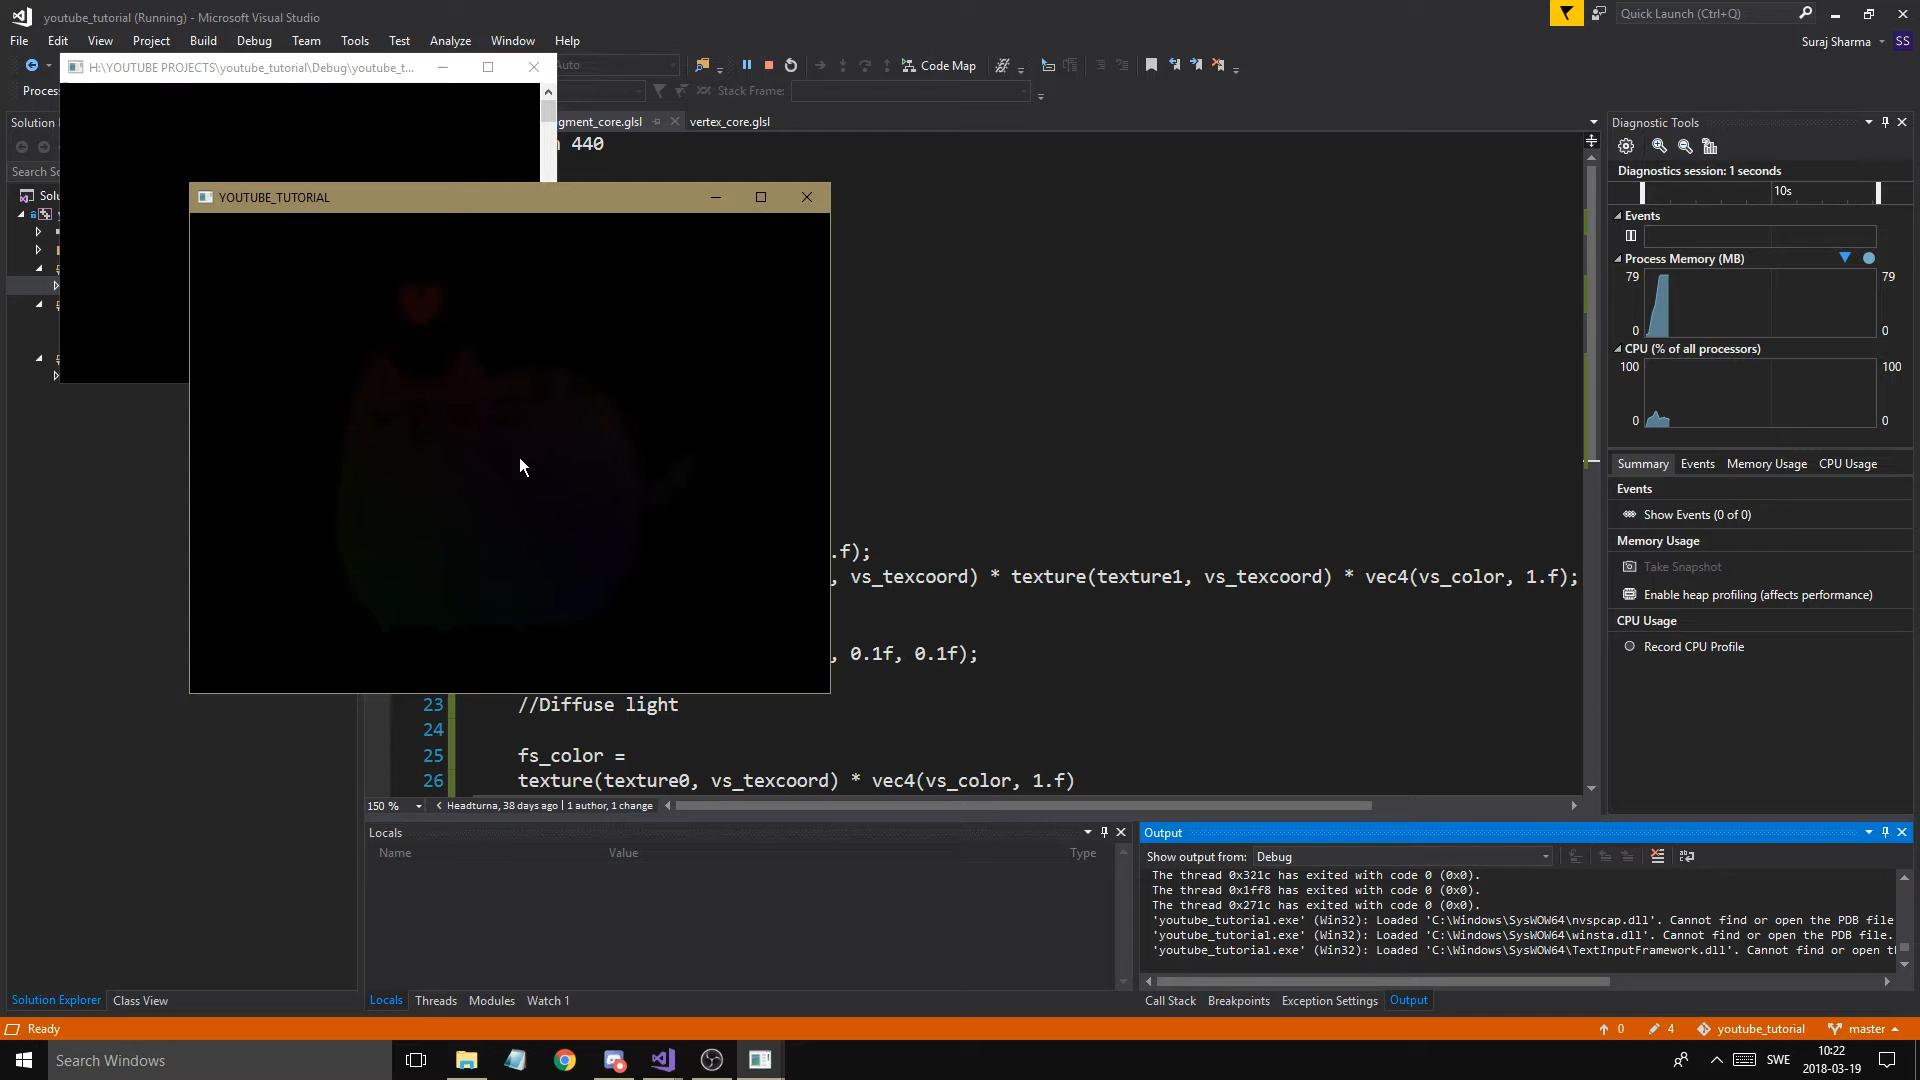 youtube_tutorial (Running) - Microsoft Visual Studio
Quick Launch (Ctrl+Q)
File Edit View Project Build Debug Team Tools Test Analyze Window Help
Suraj Sharma SS
H:\YOUTUBE PROJECTS\youtube_tutorial\Debug\youtube_t...
Auto
Code Map
Proces
Stack Frame:
Solution
gment_core.glsl vertex_core.glsl
Diagnostic Tools
440
Search So
Solu
YOUTUBE_TUTORIAL
Diagnostics session: 1 seconds
10s
Events
Process Memory (MB)
79 79
0 0
CPU (% of all processors)
100 100
0 0
Summary Events Memory Usage CPU Usage
Events
Show Events (0 of 0)
Memory Usage
Take Snapshot
Enable heap profiling (affects performance)
CPU Usage
Record CPU Profile
.f);
, vs_texcoord) * texture(texture1, vs_texcoord) * vec4(vs_color, 1.f);
, 0.1f, 0.1f);
23 //Diffuse light
24
25 fs_color =
26 texture(texture0, vs_texcoord) * vec4(vs_color, 1.f)
150 % Headturna, 38 days ago | 1 author, 1 change
Locals
Name Value Type
Output
Show output from: Debug
The thread 0x321c has exited with code 0 (0x0).
The thread 0x1ff8 has exited with code 0 (0x0).
The thread 0x271c has exited with code 0 (0x0).
'youtube_tutorial.exe' (Win32): Loaded 'C:\Windows\SysWOW64\nvspcap.dll'. Cannot find or open the PDB file
'youtube_tutorial.exe' (Win32): Loaded 'C:\Windows\SysWOW64\winsta.dll'. Cannot find or open the PDB file.
'youtube_tutorial.exe' (Win32): Loaded 'C:\Windows\SysWOW64\TextInputFramework.dll'. Cannot find or open th
Solution Explorer Class View
Locals Threads Modules Watch 1
Call Stack Breakpoints Exception Settings Output
Ready
0 4 youtube_tutorial master
Search Windows
SWE
10:22
2018-03-19